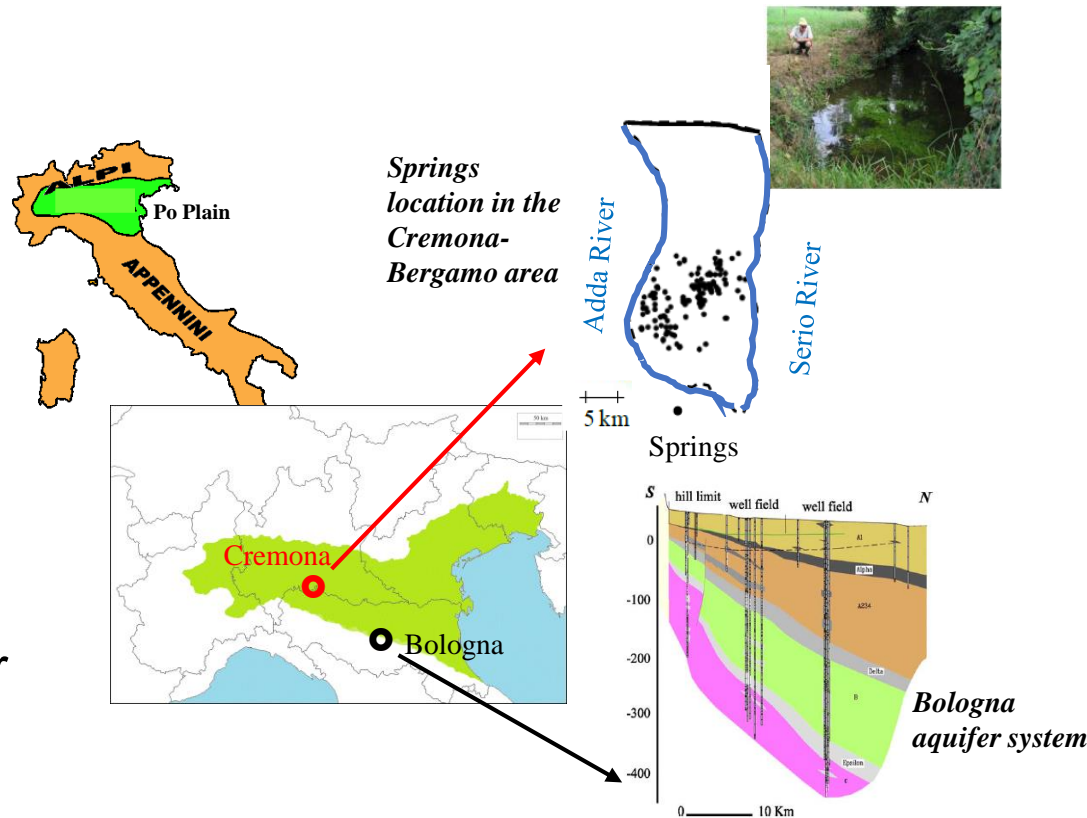 ALPI
Po Plain
APPENNINI
Springs
location in the
Cremona-
Bergamo area
Adda River
Serio River
5 km
Springs
50 km
Cremona
Bologna
r
S
hill limit
well field
well field
N
0
-100
-200
-300
-400
A1
Alpha
A234
Delta
B
Epsilon
C
0
10 Km
Bologna
aquifer system